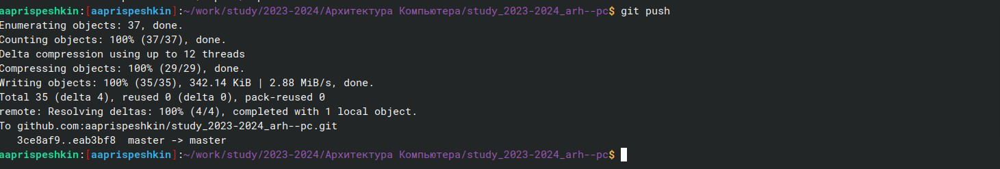 aaprispeshkin:[aaprispeshkin]:~/work/study/2023-2024/Архитектура Компьютера/study_2023-2024_arh--pc$ git push
Enumerating objects: 37, done.
Counting objects: 100% (37/37), done.
Delta compression using up to 12 threads
Compressing objects: 100% (29/29), done.
Writing objects: 100% (35/35), 342.14 KiB | 2.88 MiB/s, done.
Total 35 (delta 4), reused 0 (delta 0), pack-reused 0
remote: Resolving deltas: 100% (4/4), completed with 1 local object.
To github.com:aaprispeshkin/study_2023-2024_arh--pc.git
   3ce8af9..eab3bf8  master -> master
aaprispeshkin:[aaprispeshkin]:~/work/study/2023-2024/Архитектура Компьютера/study_2023-2024_arh--pc$